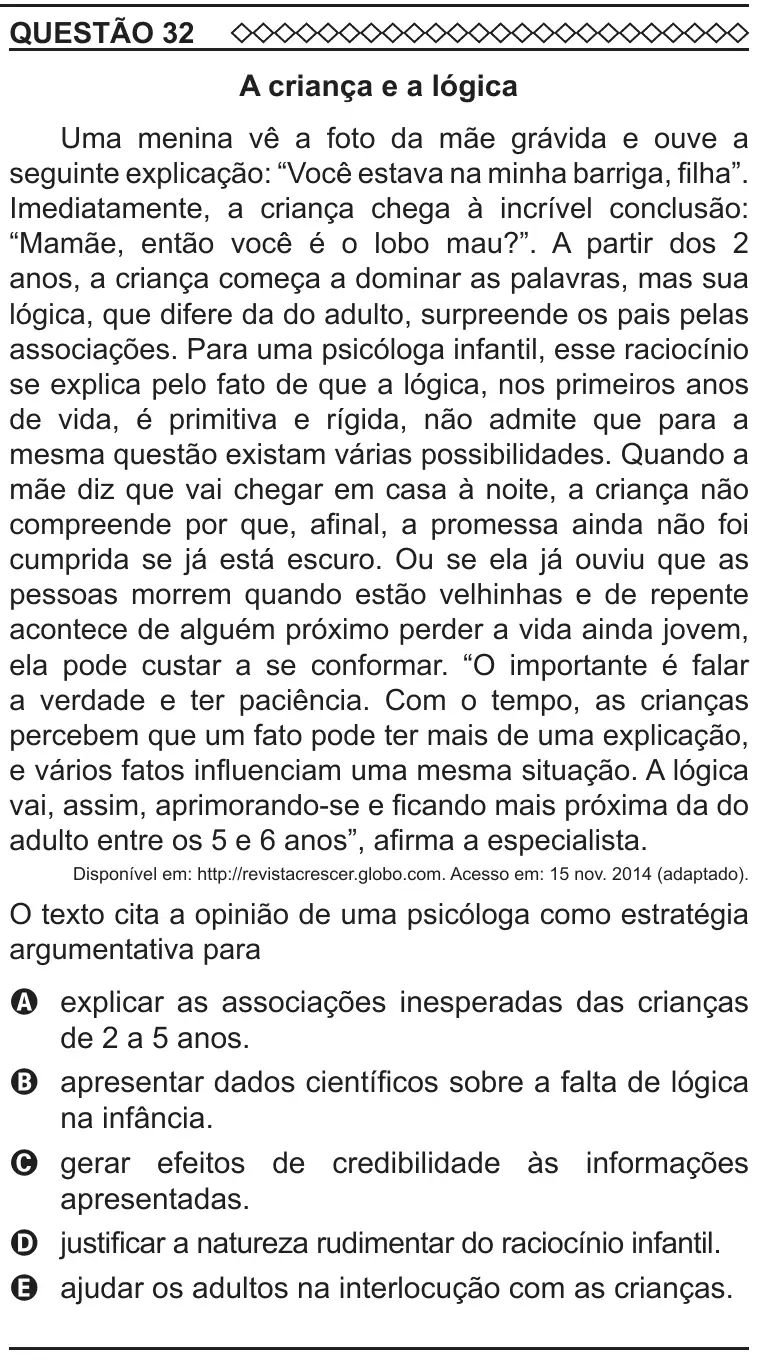 QUESTÃO 32
A criança e a lógica
Uma menina vê a foto da mãe grávida e ouve a
seguinte explicação: “Você estava na minha barriga, filha”.
Imediatamente, a criança chega à incrível conclusão:
“Mamãe, então você é o lobo mau?”. A partir dos 2
anos, a criança começa a dominar as palavras, mas sua
lógica, que difere da do adulto, surpreende os pais pelas
associações. Para uma psicóloga infantil, esse raciocínio
se explica pelo fato de que a lógica, nos primeiros anos
de vida, é primitiva e rígida, não admite que para a
mesma questão existam várias possibilidades. Quando a
mãe diz que vai chegar em casa à noite, a criança não
compreende por que, afinal, a promessa ainda não foi
cumprida se já está escuro. Ou se ela já ouviu que as
pessoas morrem quando estão velhinhas e de repente
acontece de alguém próximo perder a vida ainda jovem,
ela pode custar a se conformar. “O importante é falar
a verdade e ter paciência. Com o tempo, as crianças
percebem que um fato pode ter mais de uma explicação,
e vários fatos influenciam uma mesma situação. A lógica
vai, assim, aprimorando-se e ficando mais próxima da do
adulto entre os 5 e 6 anos”, afirma a especialista.
Disponível em: http://revistacrescer.globo.com. Acesso em: 15 nov. 2014 (adaptado).
O texto cita a opinião de uma psicóloga como estratégia
argumentativa para
A explicar as associações inesperadas das crianças
de 2 a 5 anos.
B apresentar dados científicos sobre a falta de lógica
na infância.
C gerar efeitos de credibilidade às informações
apresentadas.
D justificar a natureza rudimentar do raciocínio infantil.
E ajudar os adultos na interlocução com as crianças.